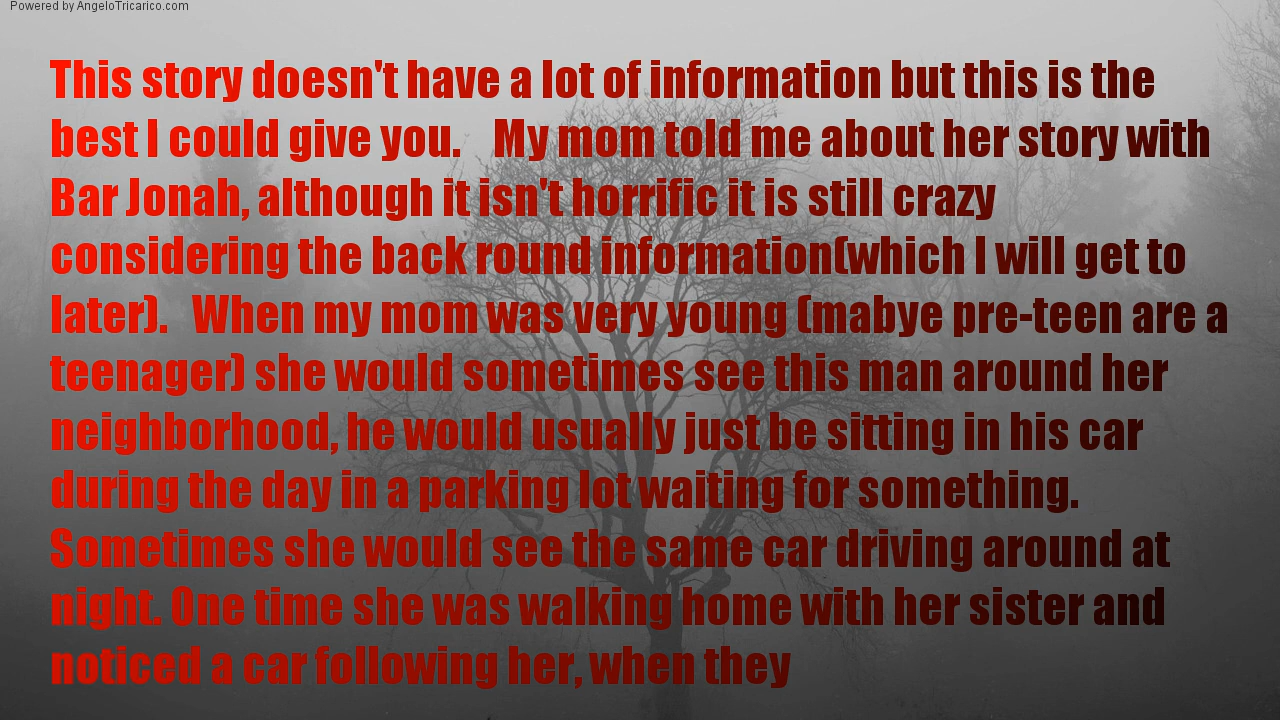 Powered by AngeloTricarico.com
This story doesn't have a lot of information but this is the
best I could give you.    My mom told me about her story with
Bar Jonah, although it isn't horrific it is still crazy
considering the back round information(which I will get to
later).   When my mom was very young (mabye pre-teen are a
teenager) she would sometimes see this man around her
neighborhood, he would usually just be sitting in his car
during the day in a parking lot waiting for something.
Sometimes she would see the same car driving around at
night. One time she was walking home with her sister and
noticed a car following her, when they